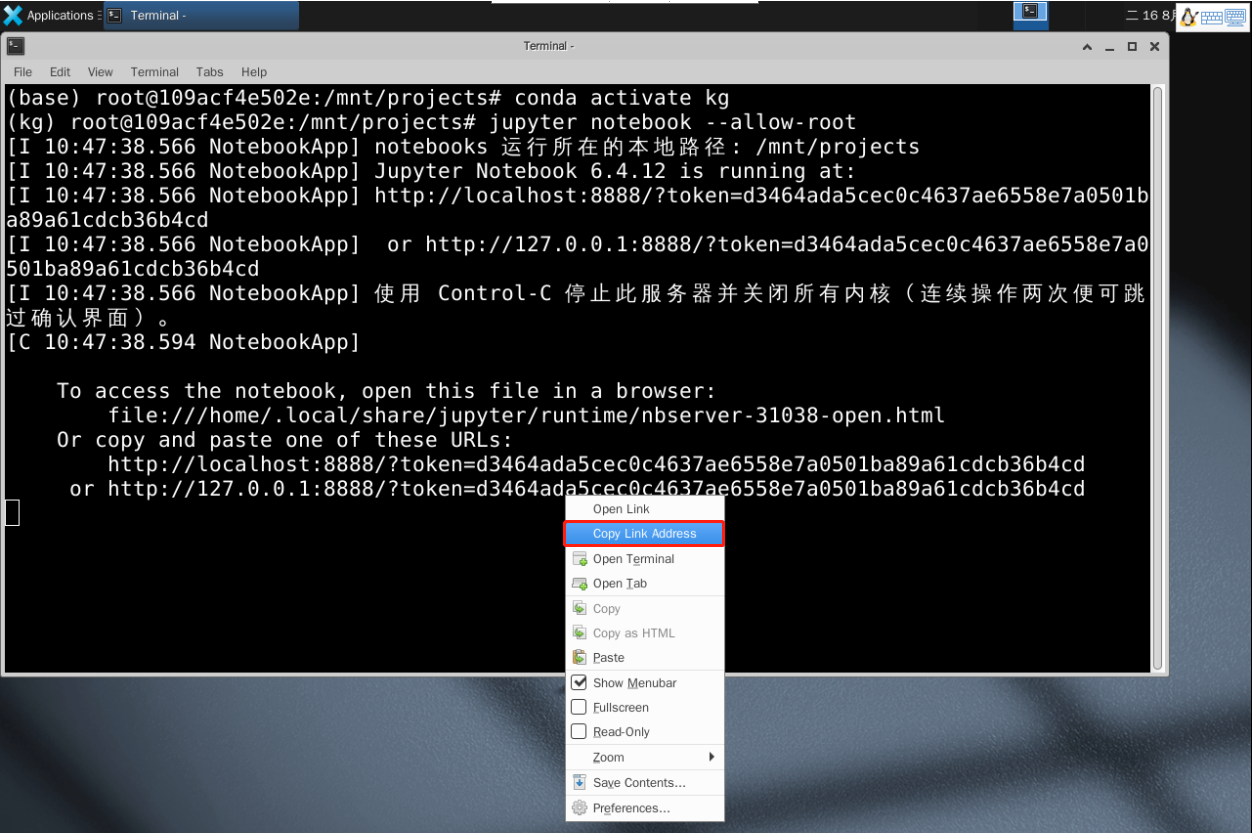 Applications
Terminal -
二 16 8月
Terminal -
File Edit View Terminal Tabs Help
(base) root@109acf4e502e:/mnt/projects# conda activate kg
(kg) root@109acf4e502e:/mnt/projects# jupyter notebook --allow-root
[I 10:47:38.566 NotebookApp] notebooks 运行所在的本地路径: /mnt/projects
[I 10:47:38.566 NotebookApp] Jupyter Notebook 6.4.12 is running at:
[I 10:47:38.566 NotebookApp] http://localhost:8888/?token=d3464ada5cec0c4637ae6558e7a0501b
a89a61cdcb36b4cd
[I 10:47:38.566 NotebookApp]  or http://127.0.0.1:8888/?token=d3464ada5cec0c4637ae6558e7a0
501ba89a61cdcb36b4cd
[I 10:47:38.566 NotebookApp] 使用 Control-C 停止此服务器并关闭所有内核（连续操作两次便可跳
过确认界面）。
[C 10:47:38.594 NotebookApp]
To access the notebook, open this file in a browser:
file:///home/.local/share/jupyter/runtime/nbserver-31038-open.html
Or copy and paste one of these URLs:
http://localhost:8888/?token=d3464ada5cec0c4637ae6558e7a0501ba89a61cdcb36b4cd
or http://127.0.0.1:8888/?token=d3464ada5cec0c4637ae6558e7a0501ba89a61cdcb36b4cd
Open Link
Copy Link Address
Open Terminal
Open Tab
Copy
Copy as HTML
Paste
Show Menubar
Fullscreen
Read-Only
Zoom
Save Contents...
Preferences...